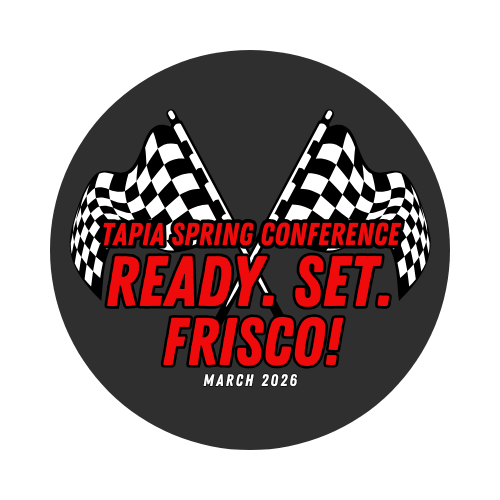 TAPIA SPRING CONFERENCE
READY. SET.
FRISCO!
MARCH 2026